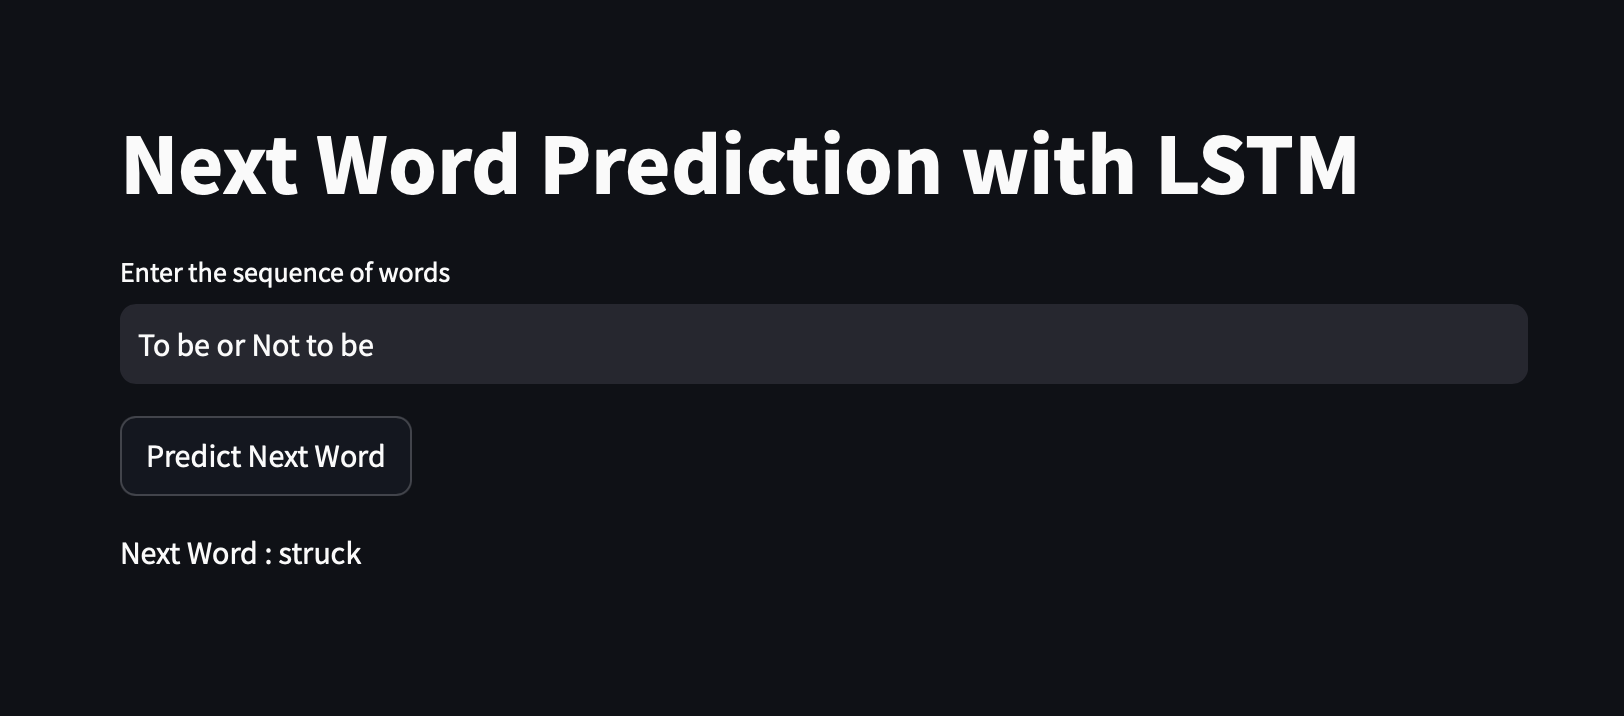 Next Word Prediction with LSTM
Enter the sequence of words
To be or Not to be
Predict Next Word
Next Word : struck